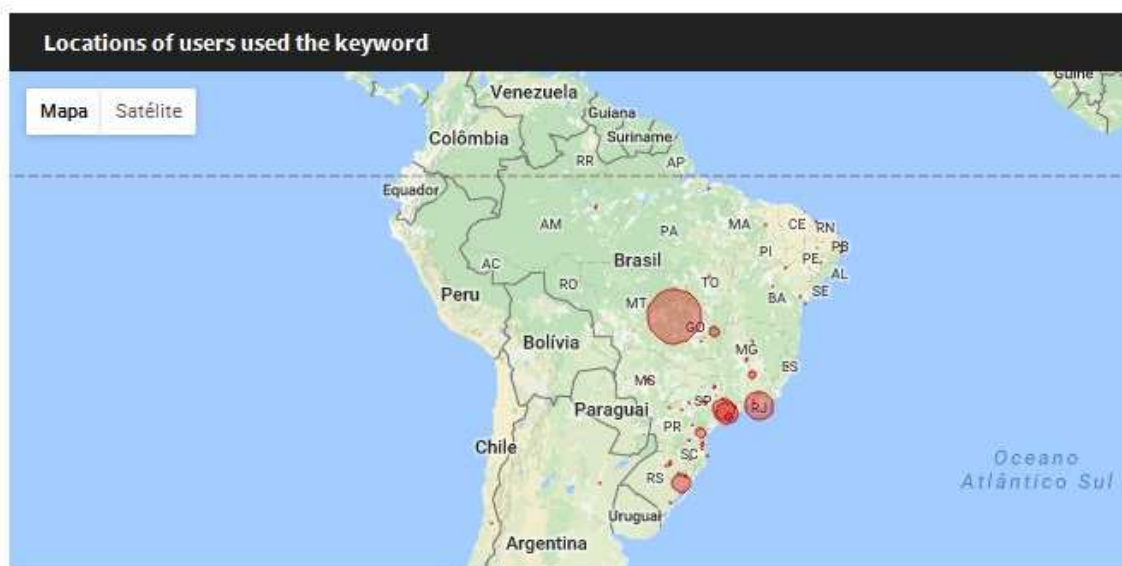 Locations of users used the keyword
Mapa Satélite
Venezuela
Guiana
Guiné
Colômbia
Suriname
RR
AP
Equador
AM
PA
MA
CE
RN
PB
PI
PE
Brasil
AC
RO
TO
AL
SE
BA
Peru
MT
GO
Bolívia
MG
ES
MS
SP
RJ
Paraguai
PR
Chile
SC
RS
Oceano
Atlântico Sul
Uruguai
Argentina